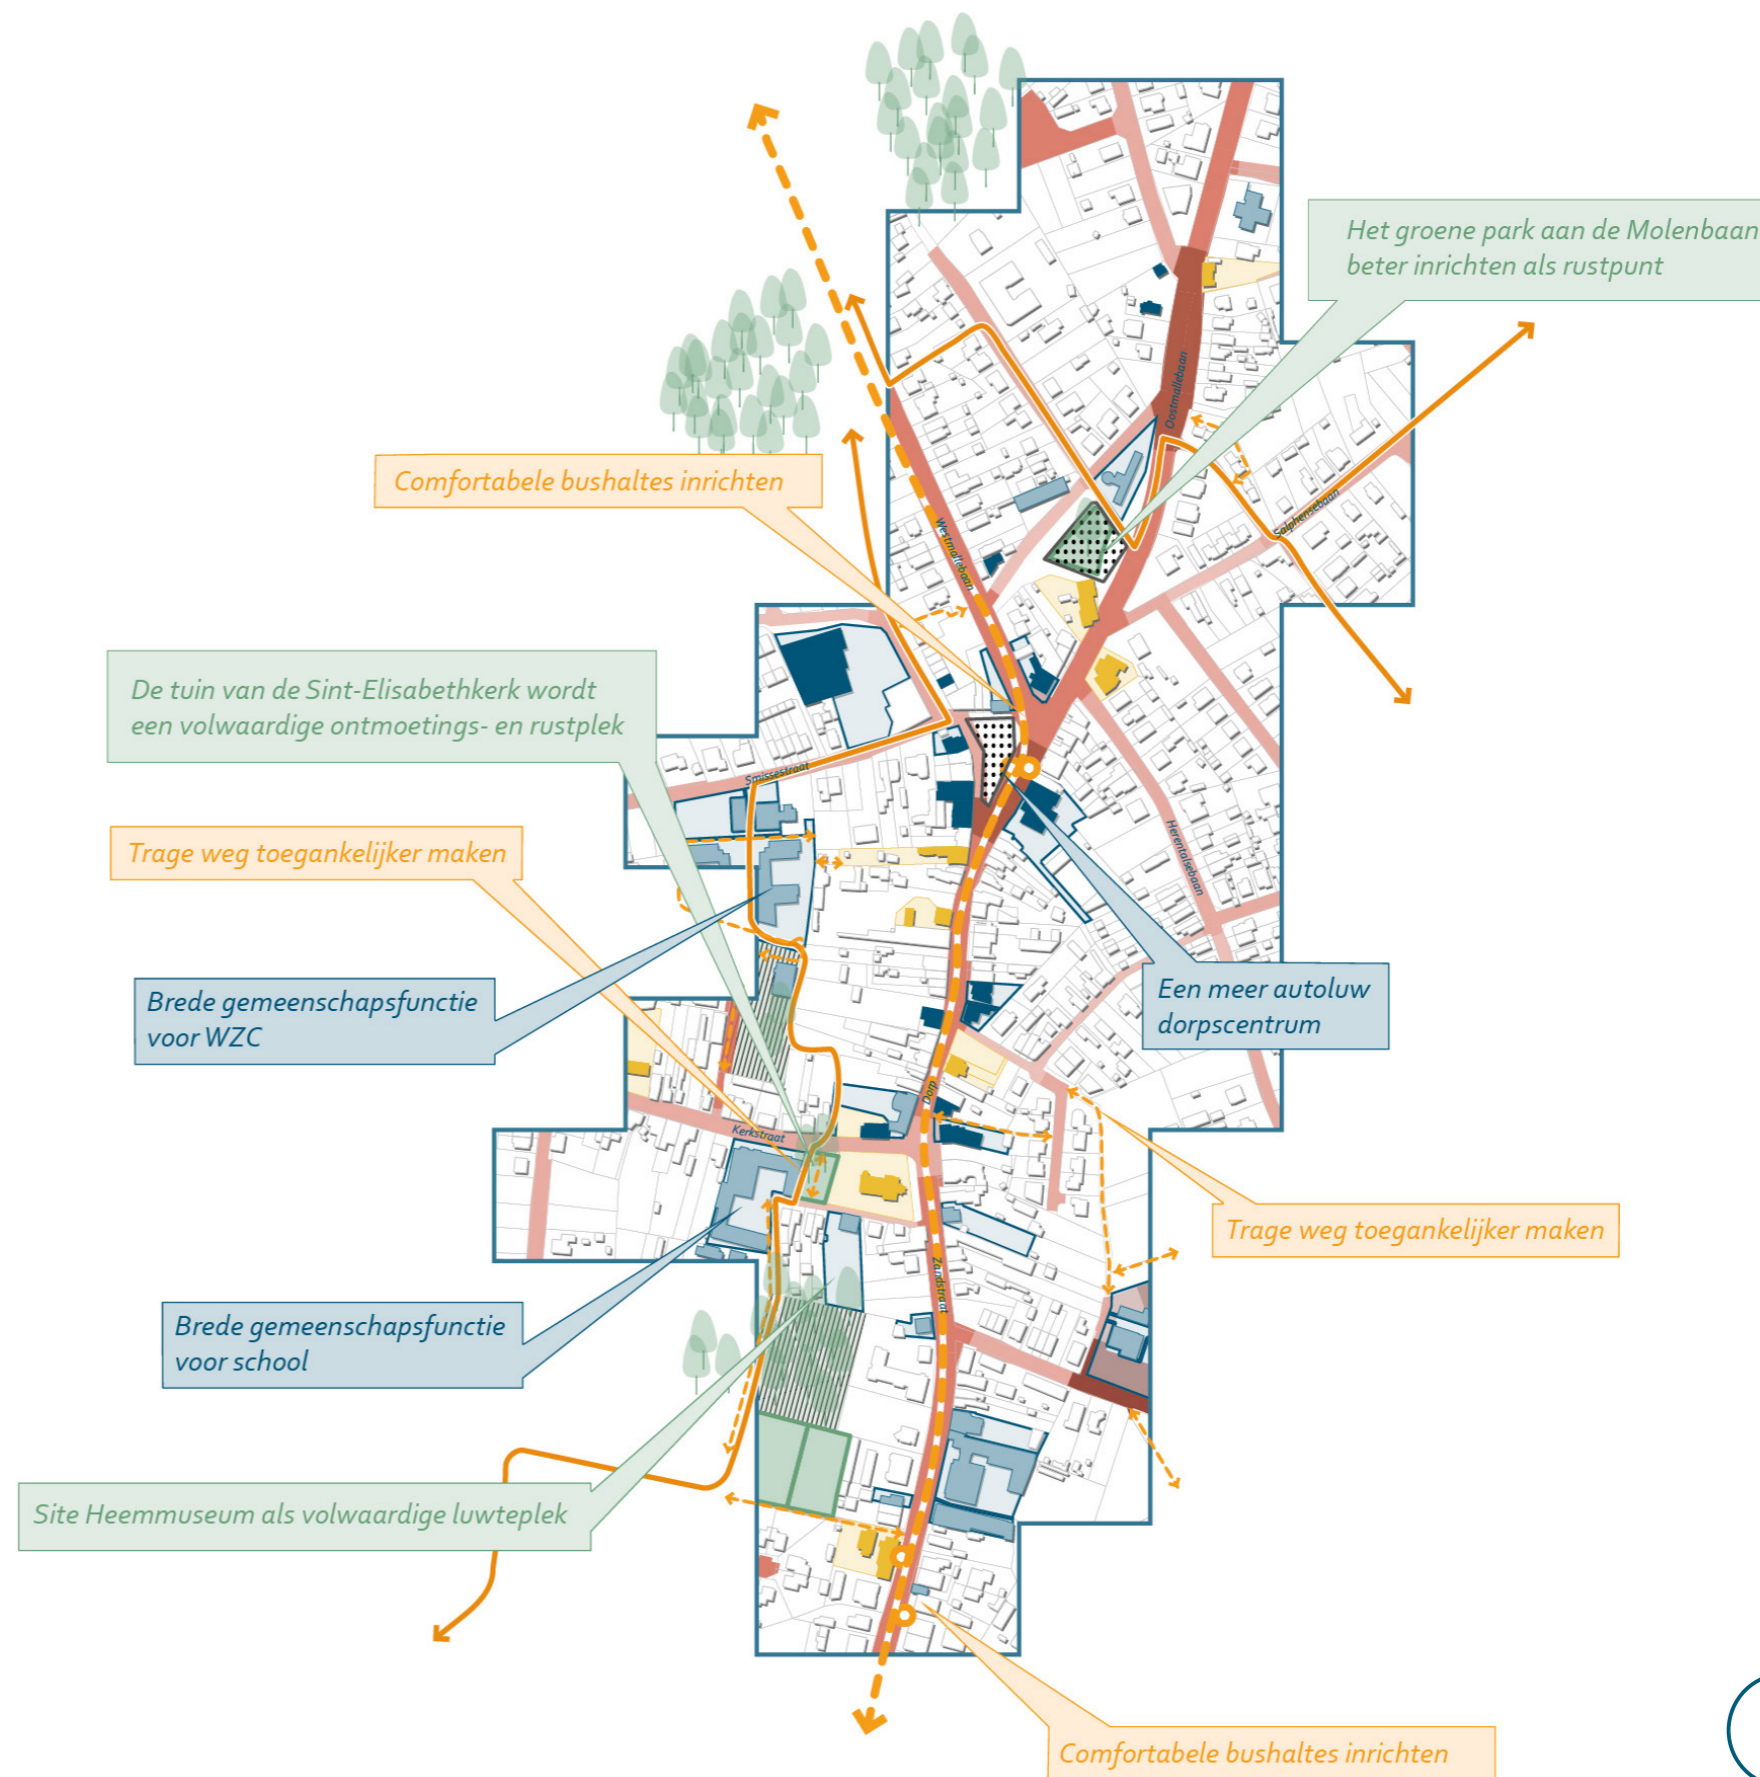 Het groene park aan de Molenbaan
beter inrichten als rustpunt
Oostmallebaan
Comfortabele bushaltes inrichten
Salphensebaan
Westmallebaan
De tuin van de Sint-Elisabethkerk wordt
een volwaardige ontmoetings- en rustplek
Smissestraat
Trage weg toegankelijker maken
Herentalsebaan
Brede gemeenschapsfunctie
voor WZC
Een meer autoluw
dorpscentrum
Dorp
Kerkstraat
Trage weg toegankelijker maken
Zandstraat
Brede gemeenschapsfunctie
voor school
Site Heemmuseum als volwaardige luwteplek
Comfortabele bushaltes inrichten